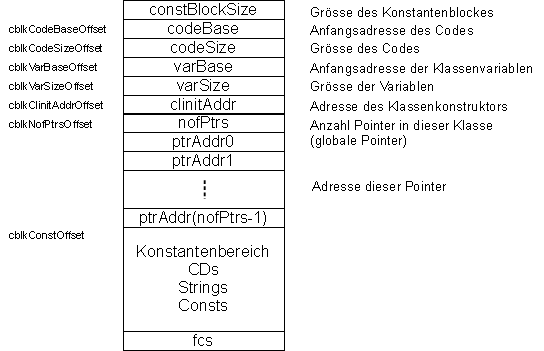 constBlockSize Grösse des Konstantenblockes
cblkCodeBaseOffset codeBase Anfangsadresse des Codes
cblkCodeSizeOffset codeSize Grösse des Codes
cblkVarBaseOffset varBase Anfangsadresse der Klassenvariablen
cblkVarSizeOffset varSize Grösse der Variablen
cblkClinitAddrOffset clinitAddr Adresse des Klassenkonstruktors
cblkNofPtrsOffset nofPtrs Anzahl Pointer in dieser Klasse
ptrAddr0 (globale Pointer)
ptrAddr1
Adresse dieser Pointer
ptrAddr(nofPtrs-1)
cblkConstOffset
Konstantenbereich
CDs
Strings
Consts
fcs